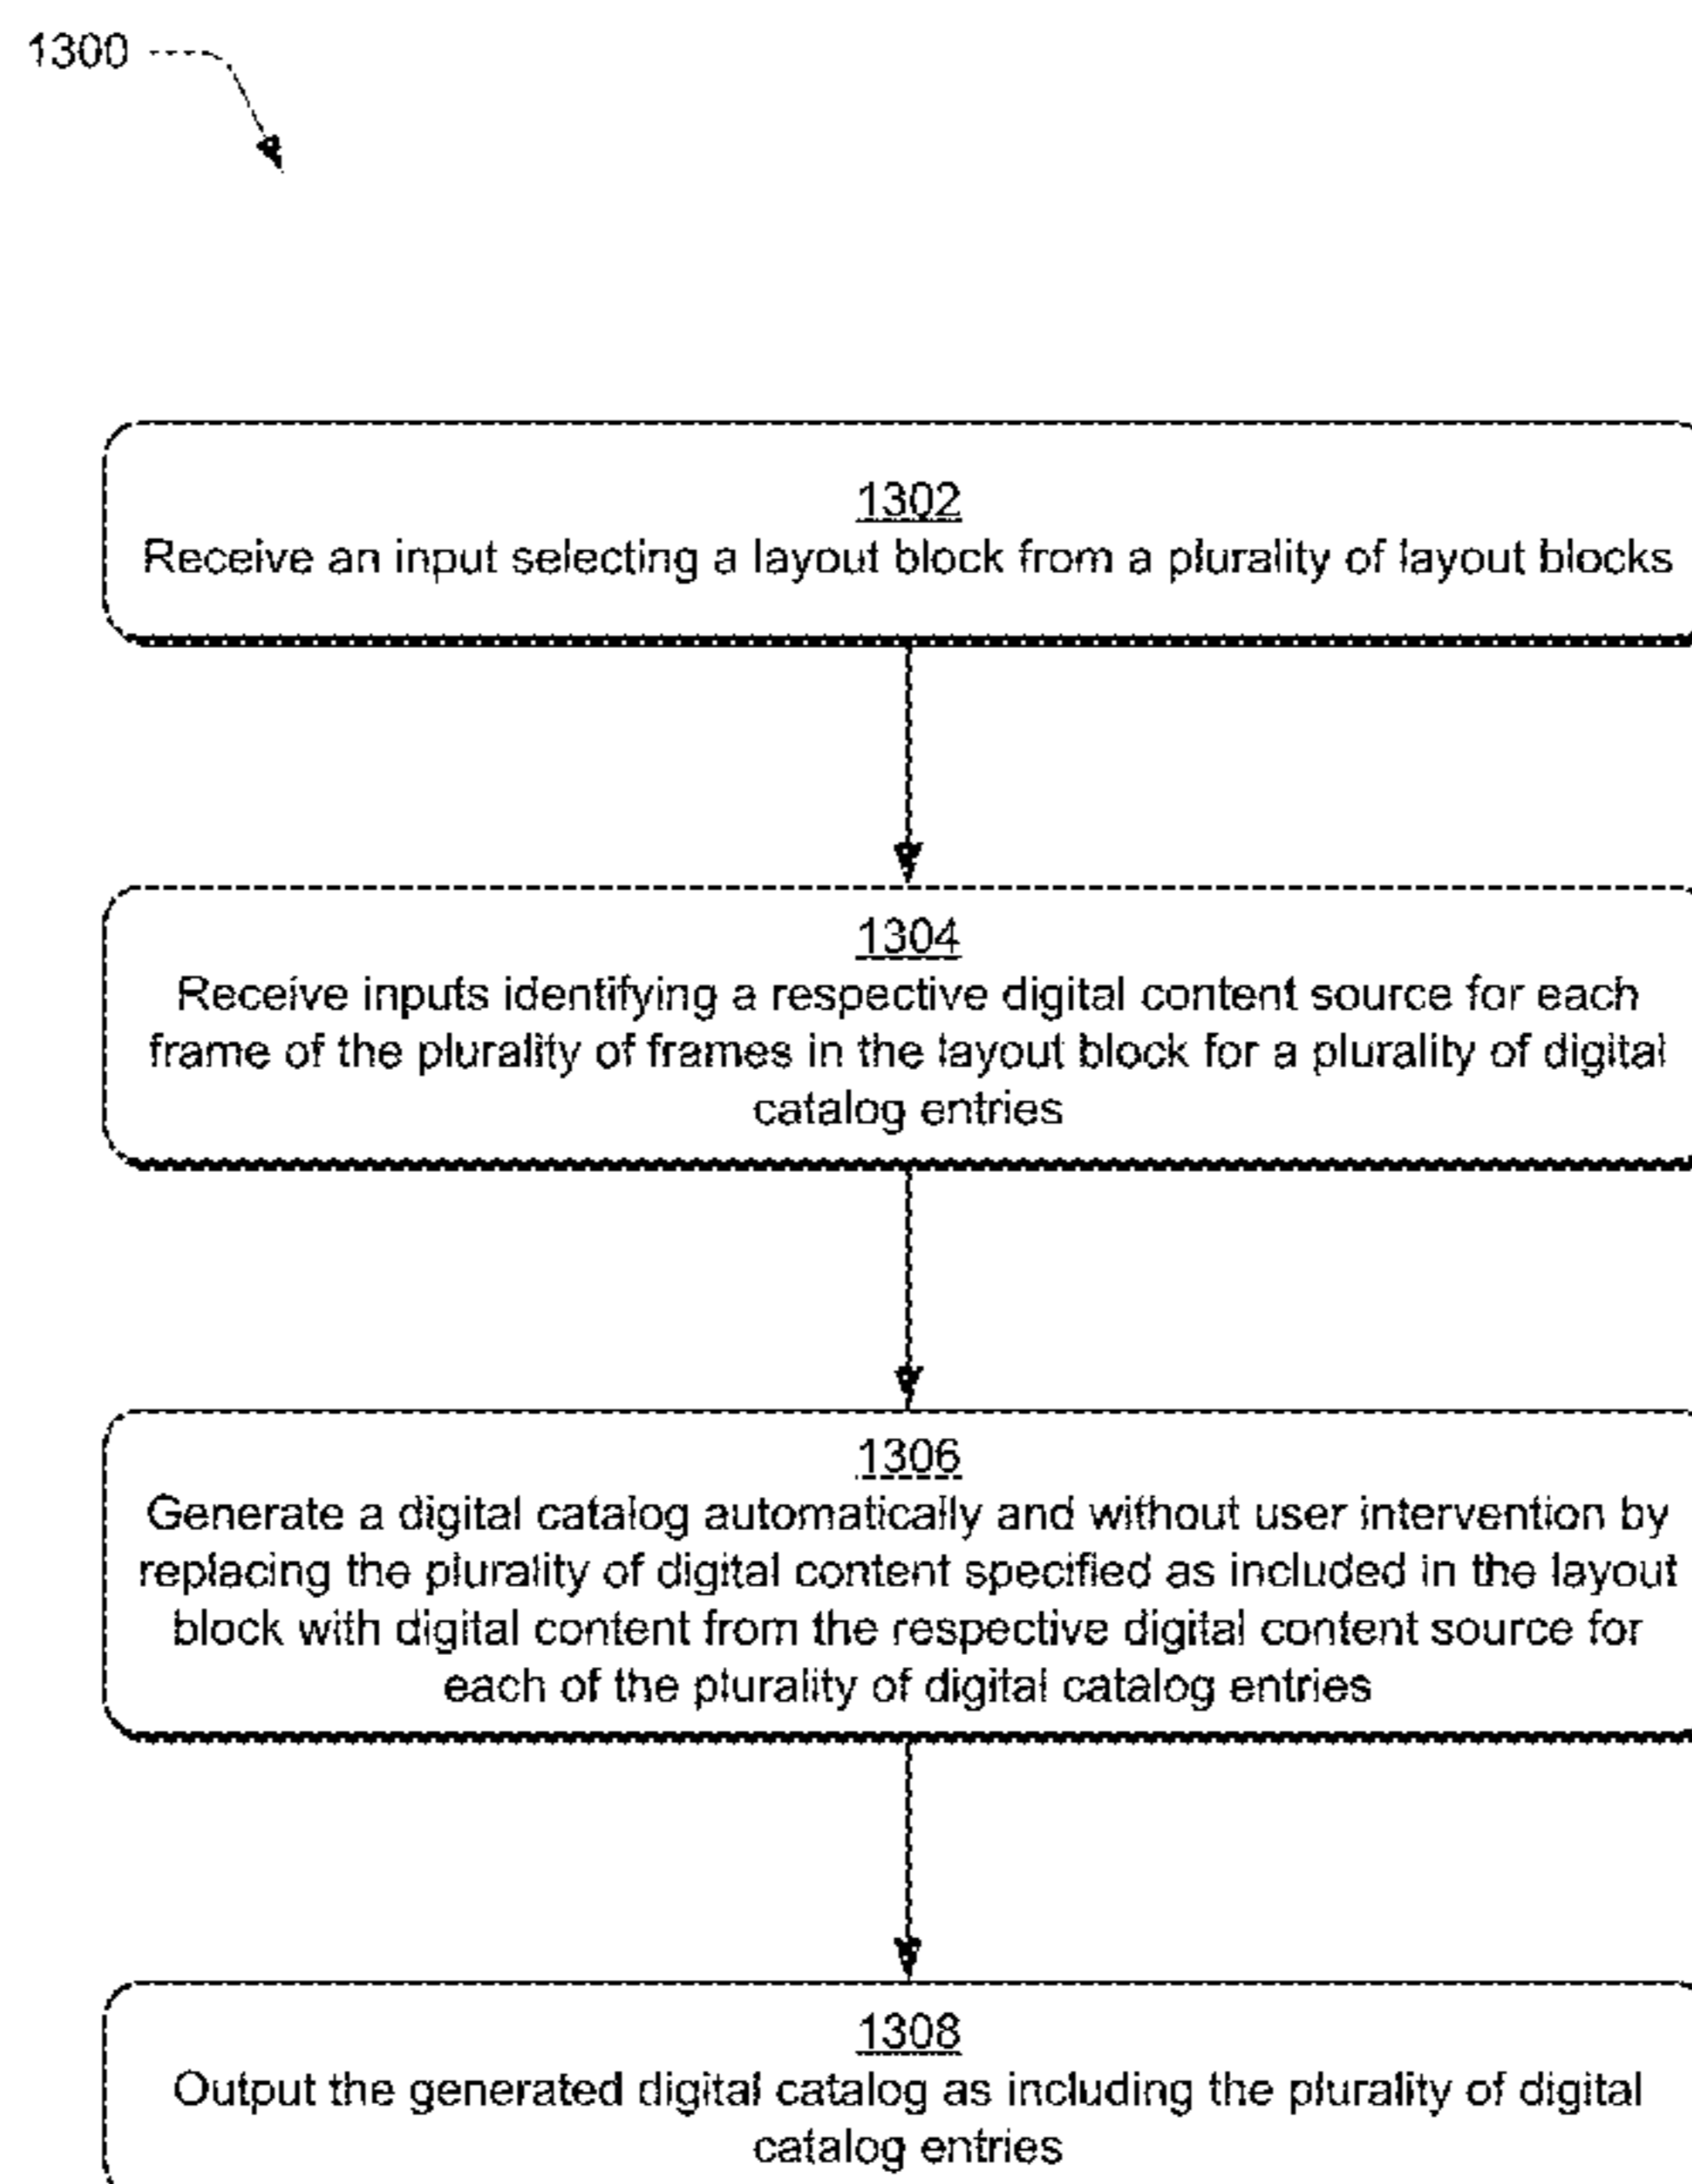 1300
1302
Receive an input selecting a layout block from a plurality of layout blocks
1304
Receive inputs identifying a respective digital content source for each
frame of the plurality of frames in the layout block for a plurality of digital
catalog entries
1306
Generate a digital catalog automatically and without user intervention by
replacing the plurality of digital content specified as included in the layout
block with digital content from the respective digital content source for
each of the plurality of digital catalog entries
1308
Output the generated digital catalog as including the plurality of digital
catalog entries